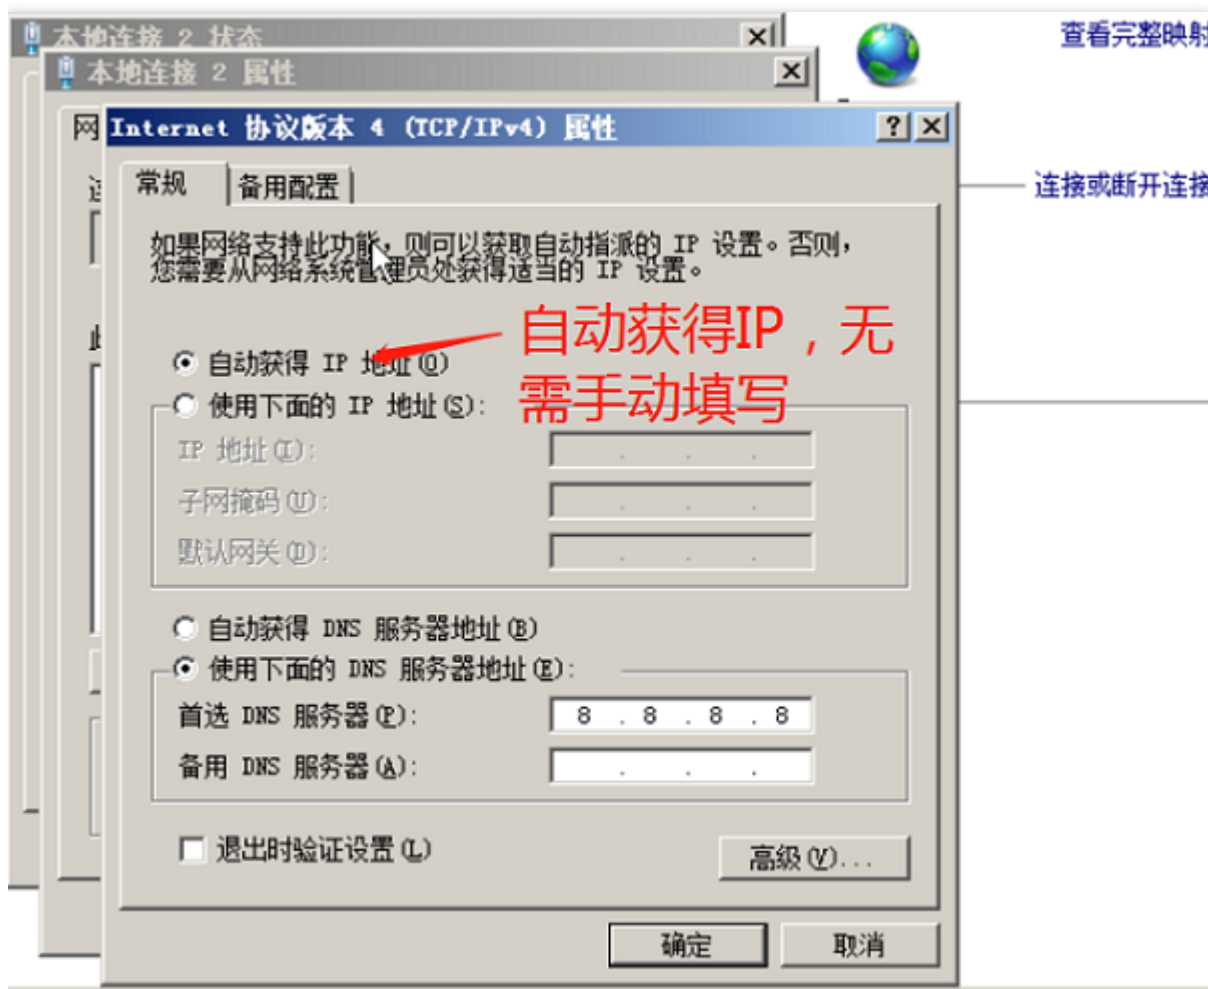 本地连接 2 状态
查看完整映射
本地连接 2 属性
网
Internet 协议版本 4 (TCP/IPv4) 属性
常规
备用配置
连接或断开连接
如果网络支持此功能，则可以获取自动指派的 IP 设置。否则，
您需要从网络系统管理员处获得适当的 IP 设置。
自动获得IP，无
需手动填写
自动获得 IP 地址(O)
使用下面的 IP 地址(S):
IP 地址(I):
子网掩码(U):
默认网关(D):
自动获得 DNS 服务器地址(B)
使用下面的 DNS 服务器地址(E):
首选 DNS 服务器(P):
8 . 8 . 8 . 8
备用 DNS 服务器(A):
退出时验证设置(L)
高级(V)...
确定
取消